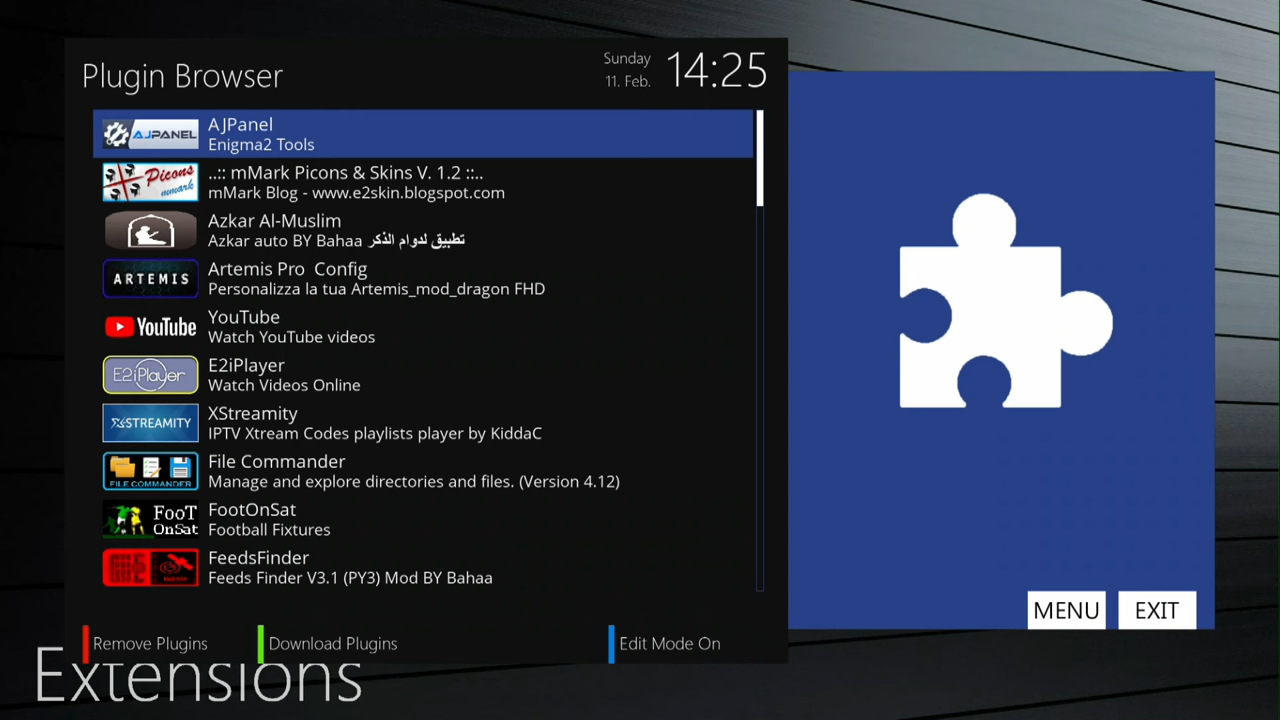 Plugin Browser
Sunday
11. Feb.
14:25
AJPANEL
AJPanel
Enigma2 Tools
Picons
mmark
..:: mMark Picons & Skins V. 1.2 ::..
mMark Blog - www.e2skin.blogspot.com
Azkar Al-Muslim
Azkar auto BY Bahaa تطبيق لدوام الذكر
ARTEMIS
Artemis Pro  Config
Personalizza la tua Artemis_mod_dragon FHD
YouTube
YouTube
Watch YouTube videos
E2iPlayer
E2iPlayer
Watch Videos Online
XSTREAMITY
XStreamity
IPTV Xtream Codes playlists player by KiddaC
FILE COMMANDER
File Commander
Manage and explore directories and files. (Version 4.12)
FooT
OnSat
FootOnSat
Football Fixtures
FeedsFinder
Feeds Finder V3.1 (PY3) Mod BY Bahaa
MENU
EXIT
Remove Plugins
Download Plugins
Edit Mode On
Extensions